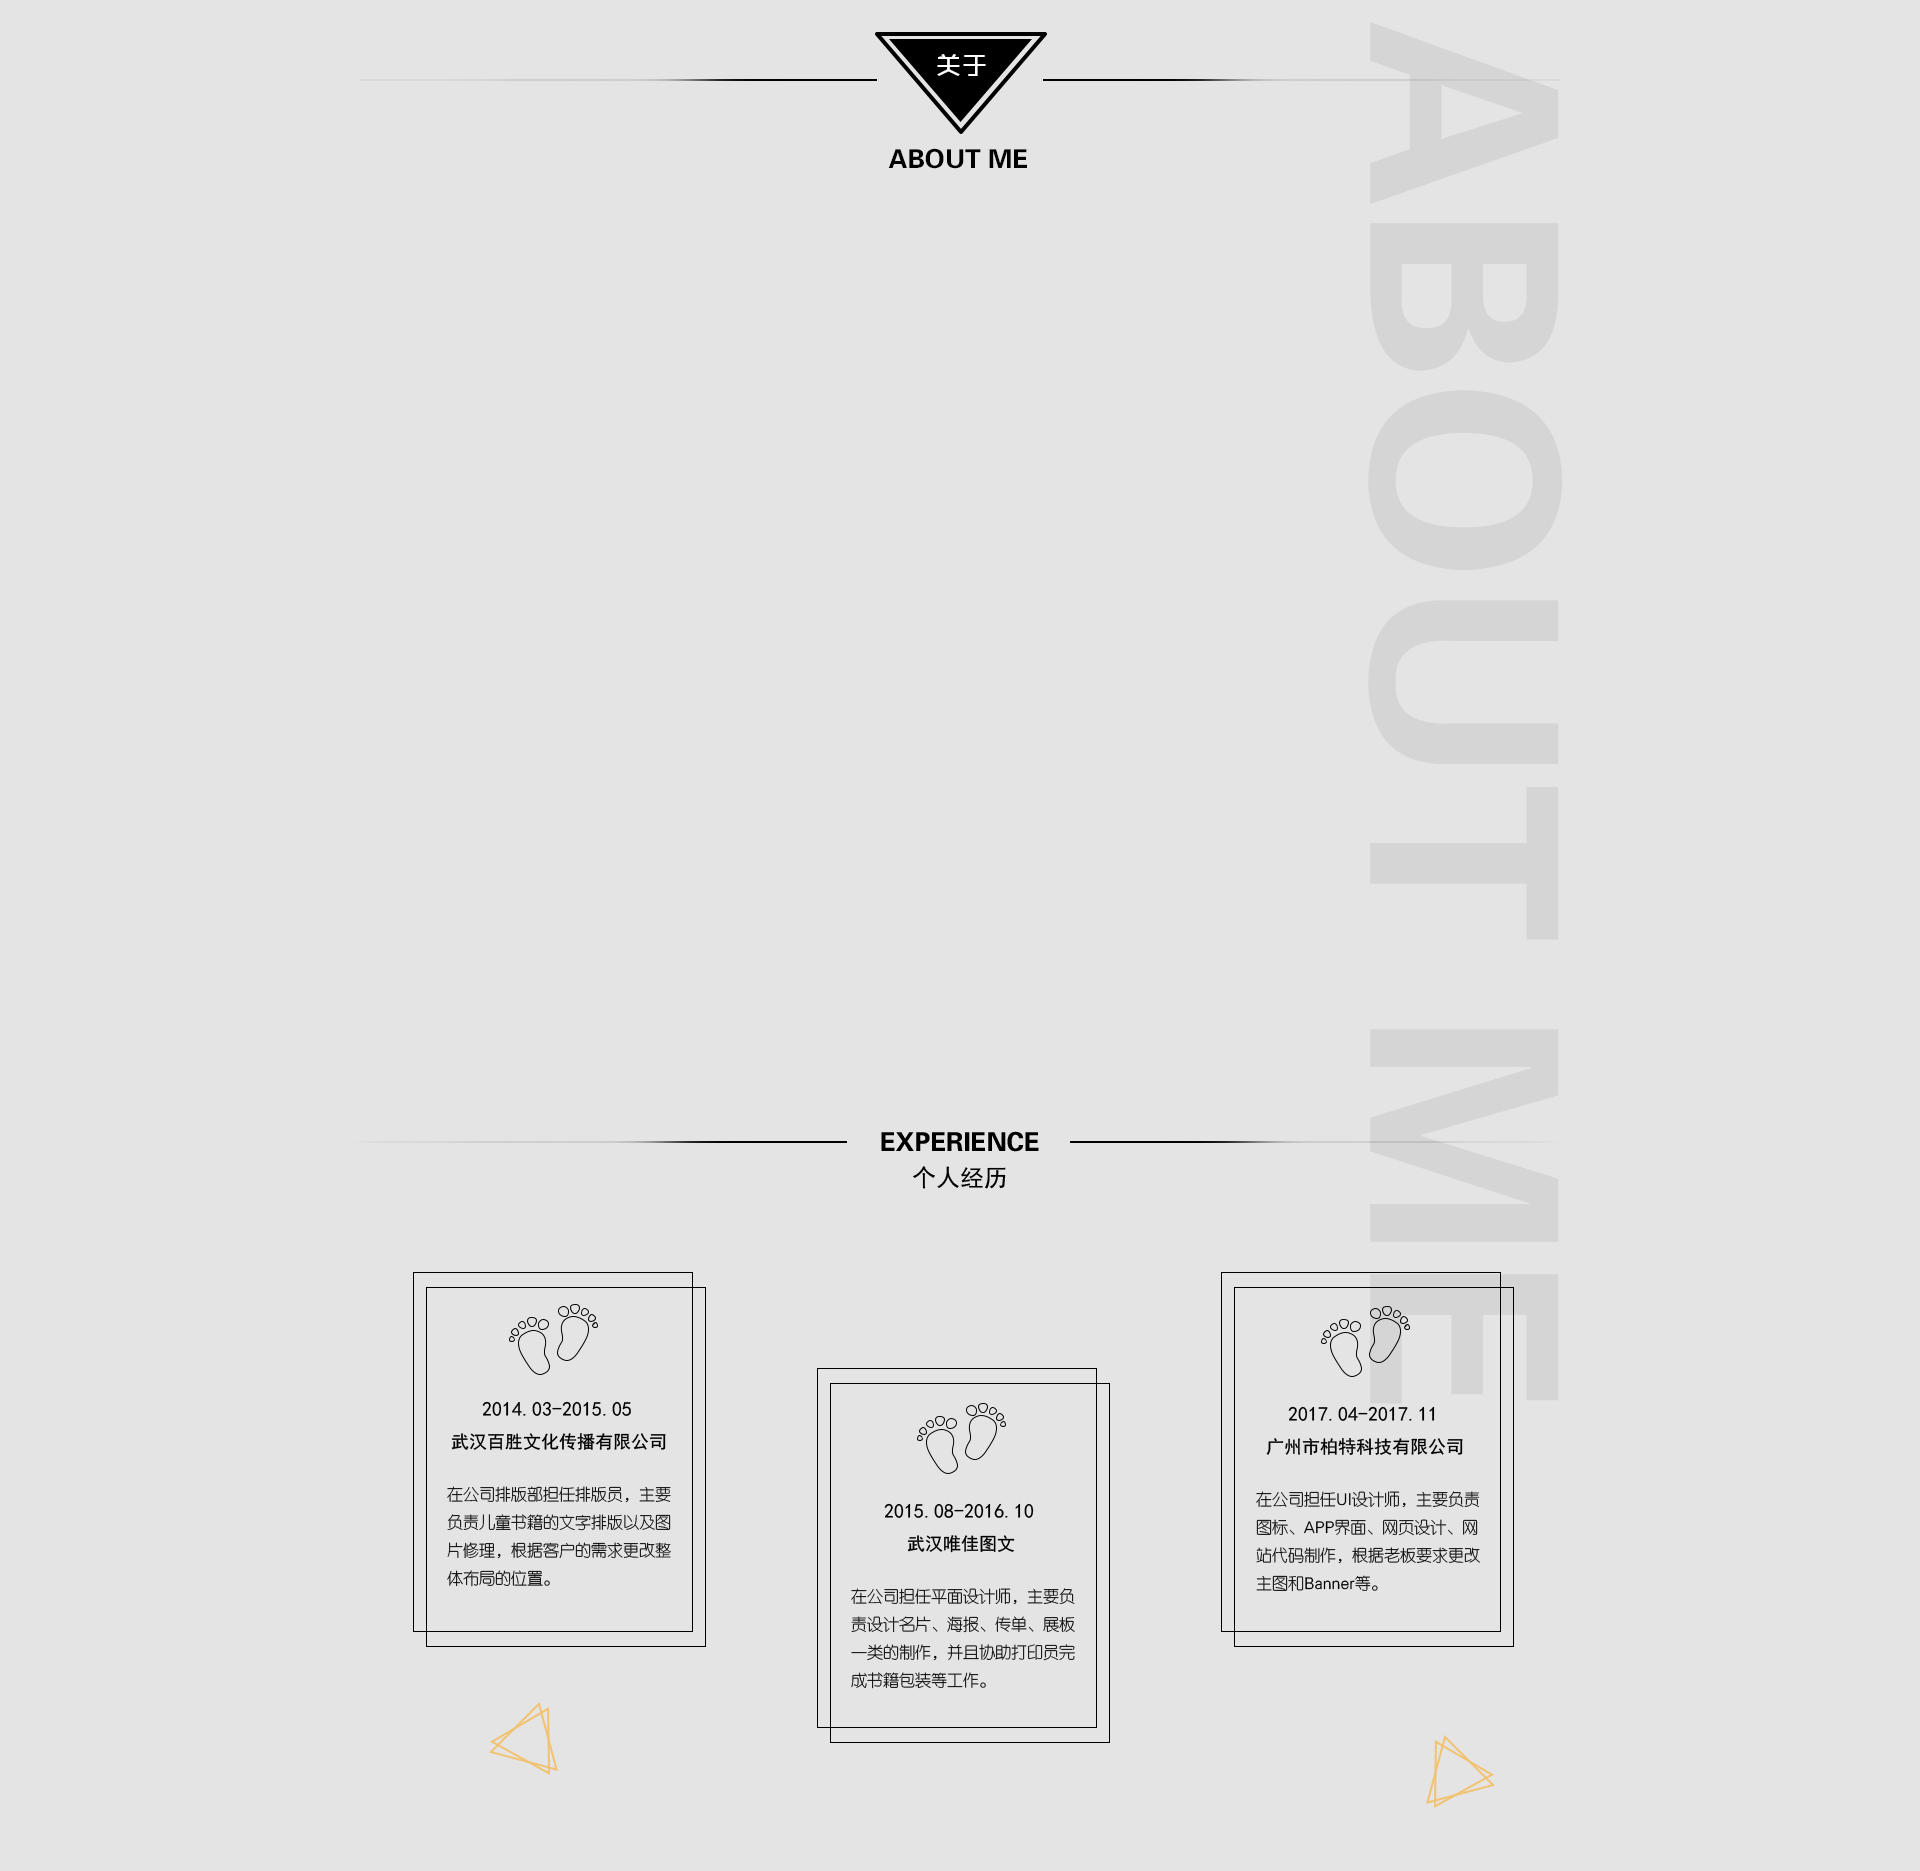 关于
ABOUT ME
ABOUT ME
EXPERIENCE
个人经历
2014.03-2015.05
武汉百胜文化传播有限公司
在公司排版部担任排版员，主要
负责儿童书籍的文字排版以及图
片修理，根据客户的需求更改整
体布局的位置。
2015.08-2016.10
武汉唯佳图文
在公司担任平面设计师，主要负
责设计名片、海报、传单、展板
一类的制作，并且协助打印员完
成书籍包装等工作。
2017.04-2017.11
广州市柏特科技有限公司
在公司担任UI设计师，主要负责
图标、APP界面、网页设计、网
站代码制作，根据老板要求更改
主图和Banner等。